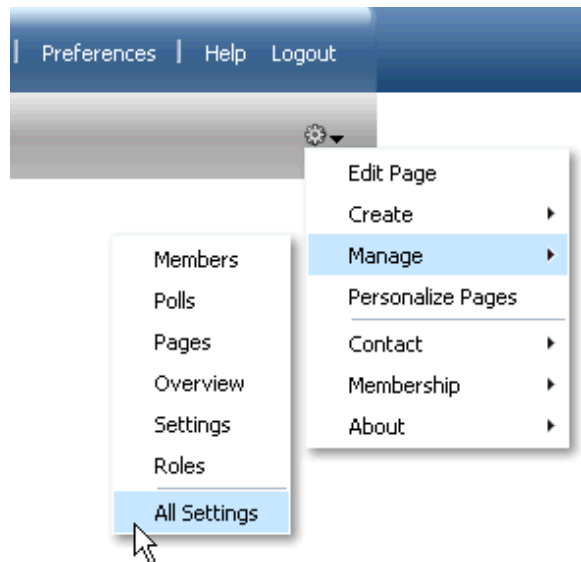 | Preferences | Help Logout
Edit Page
Create
Manage
Personalize Pages
Contact
Membership
About
Members
Polls
Pages
Overview
Settings
Roles
All Settings